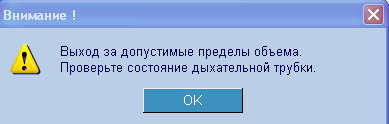 Внимание !
Выход за допустимые пределы объема.
Проверьте состояние дыхательной трубки.
OK